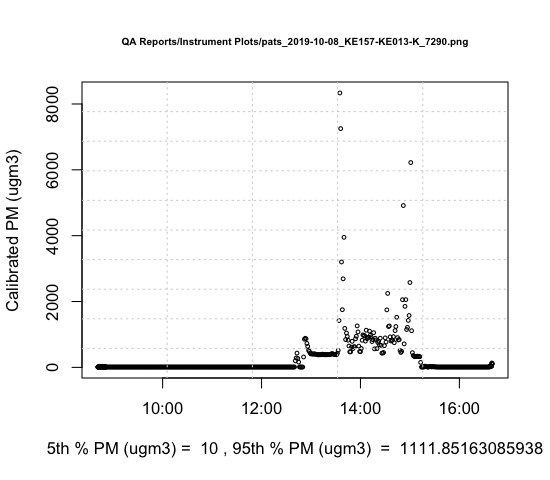 QA Reports/Instrument Plots/pats_2019-10-08_KE157-KE013-K_7290.png
Calibrated PM (ugm3)
8000
6000
4000
2000
0
10:00 12:00 14:00 16:00
5th % PM (ugm3) = 10 , 95th % PM (ugm3) = 1111.85163085938